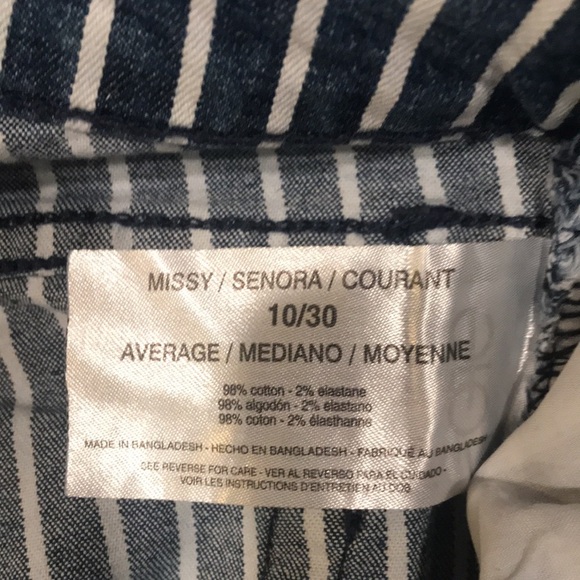 MISSY / SENORA / COURANT
10/30
AVERAGE / MEDIANO / MOYENNE
98% cotton - 2% elastane
98% algodón - 2% elastano
98% coton - 2% élasthanne
MADE IN BANGLADESH - HECHO EN BANGLADESH - FABRIQUÉ AU BANGLADESH
SEE REVERSE FOR CARE - VER AL REVERSO PARA EL CUIDADO -
VOIR LES INSTRUCTIONS D'ENTRETIEN AU DOS